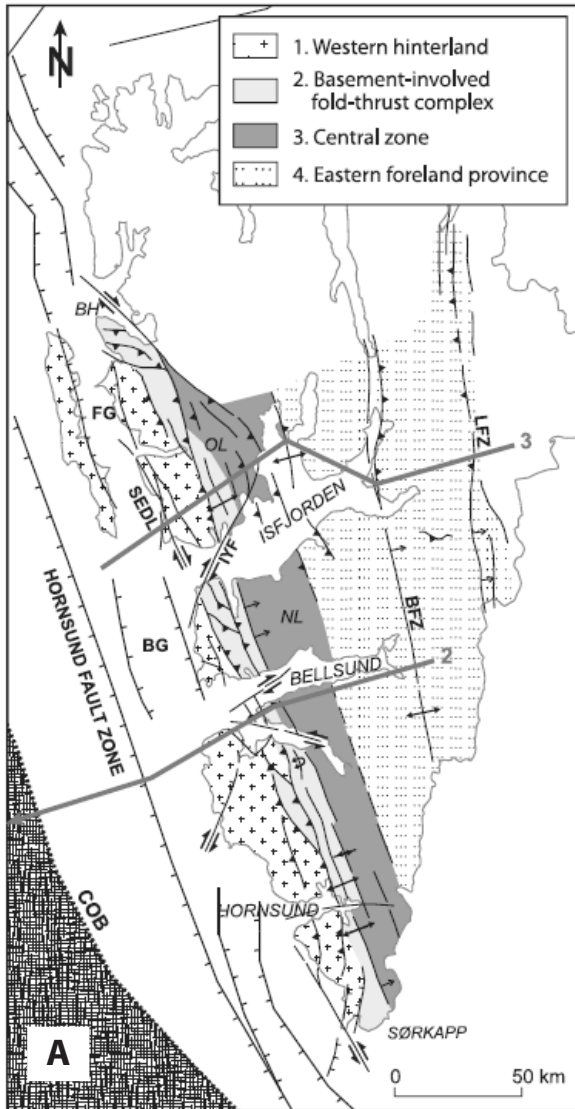 N
1. Western hinterland
2. Basement-involved
fold-thrust complex
3. Central zone
4. Eastern foreland province
BH
FG
OL
LFZ
3
SEDL
ISFJORDEN
IYF
HORNSUND FAULT ZONE
BG
NL
BFZ
BELLSUND
2
COB
HORNSUND
A
SØRKAPP
0
50 km